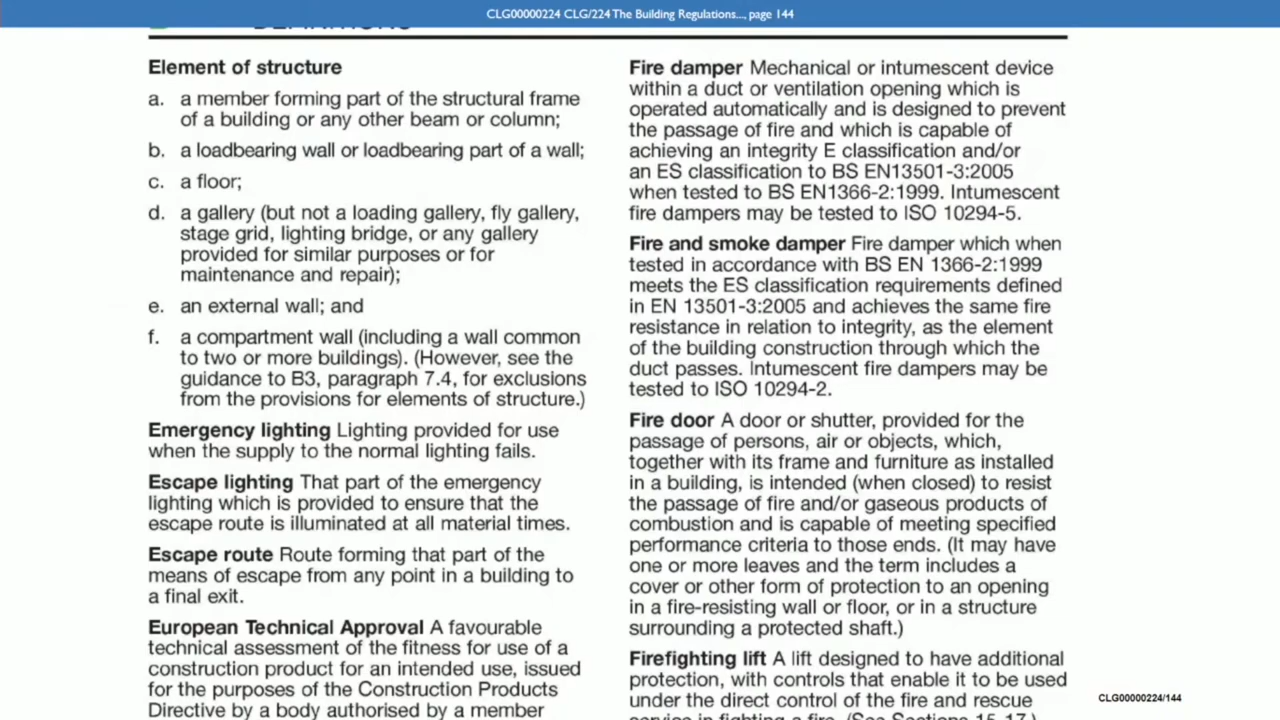 CLG00000224 CLG/224 The Building Regulations..., page 144
DEFINITIONS
Element of structure
a. a member forming part of the structural frame
of a building or any other beam or column;
b. a loadbearing wall or loadbearing part of a wall;
c. a floor;
d. a gallery (but not a loading gallery, fly gallery,
stage grid, lighting bridge, or any gallery
provided for similar purposes or for
maintenance and repair);
e. an external wall; and
f. a compartment wall (including a wall common
to two or more buildings). (However, see the
guidance to B3, paragraph 7.4, for exclusions
from the provisions for elements of structure.)
Emergency lighting Lighting provided for use
when the supply to the normal lighting fails.
Escape lighting That part of the emergency
lighting which is provided to ensure that the
escape route is illuminated at all material times.
Escape route Route forming that part of the
means of escape from any point in a building to
a final exit.
European Technical Approval A favourable
technical assessment of the fitness for use of a
construction product for an intended use, issued
for the purposes of the Construction Products
Directive by a body authorised by a member
Fire damper Mechanical or intumescent device
within a duct or ventilation opening which is
operated automatically and is designed to prevent
the passage of fire and which is capable of
achieving an integrity E classification and/or
an ES classification to BS EN13501-3:2005
when tested to BS EN1366-2:1999. Intumescent
fire dampers may be tested to ISO 10294-5.
Fire and smoke damper Fire damper which when
tested in accordance with BS EN 1366-2:1999
meets the ES classification requirements defined
in EN 13501-3:2005 and achieves the same fire
resistance in relation to integrity, as the element
of the building construction through which the
duct passes. Intumescent fire dampers may be
tested to ISO 10294-2.
Fire door A door or shutter, provided for the
passage of persons, air or objects, which,
together with its frame and furniture as installed
in a building, is intended (when closed) to resist
the passage of fire and/or gaseous products of
combustion and is capable of meeting specified
performance criteria to those ends. (It may have
one or more leaves and the term includes a
cover or other form of protection to an opening
in a fire-resisting wall or floor, or in a structure
surrounding a protected shaft.)
Firefighting lift A lift designed to have additional
protection, with controls that enable it to be used
under the direct control of the fire and rescue
service in fighting a fire. (See Sections 15-17.)
CLG00000224/144